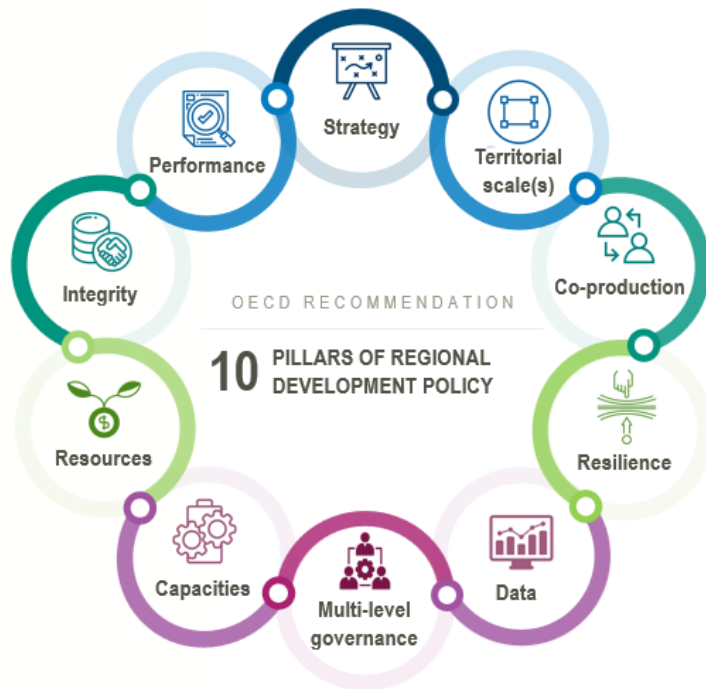 Strategy
Territorial
scale(s)
Co-production
Resilience
Data
Multi-level
governance
Capacities
Resources
Integrity
Performance
OECD RECOMMENDATION
10 PILLARS OF REGIONAL
DEVELOPMENT POLICY
$